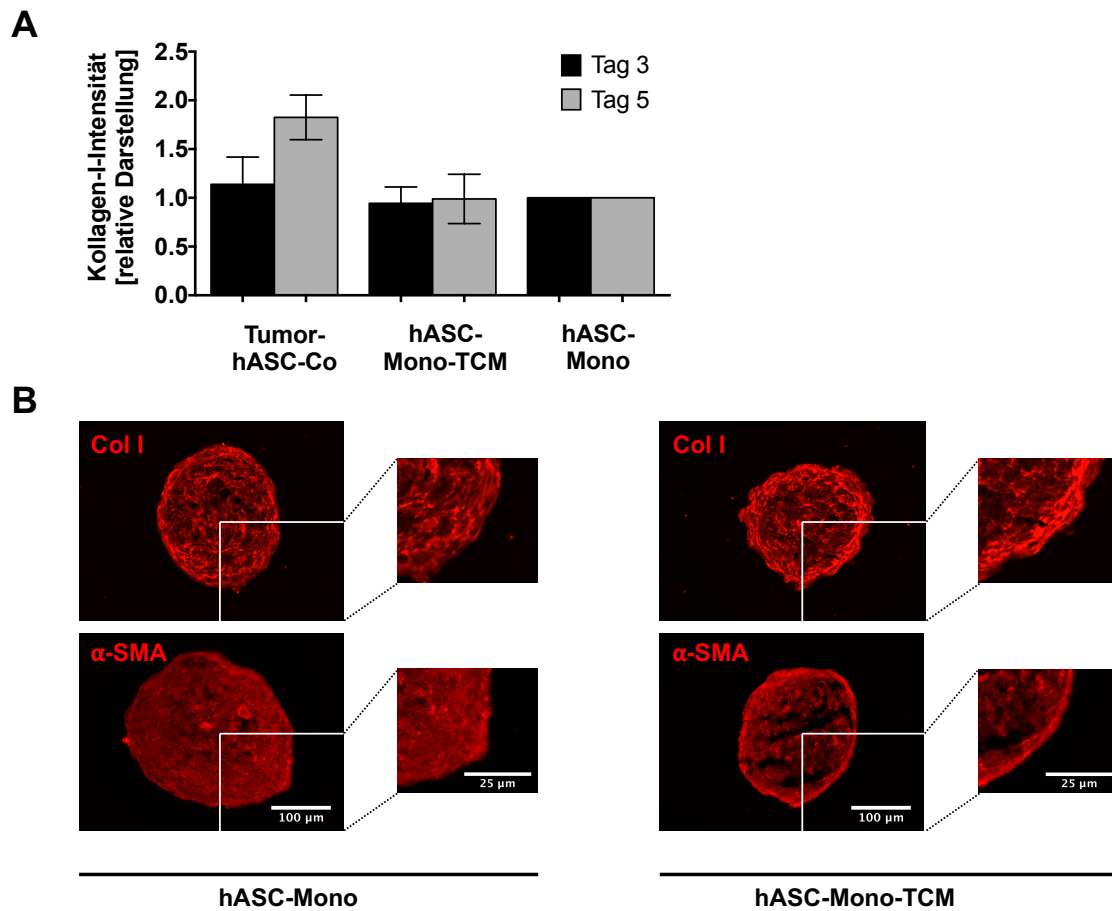 A
Kollagen-I-Intensität
[relative Darstellung]
2.5
2.0
1.5
1.0
0.5
0.0
Tag 3
Tag 5
Tumor-
hASC-Co
hASC-
Mono-TCM
hASC-
Mono
B
Col I
Col I
α-SMA
100 µm
25 µm
α-SMA
100 µm
25 µm
hASC-Mono
hASC-Mono-TCM